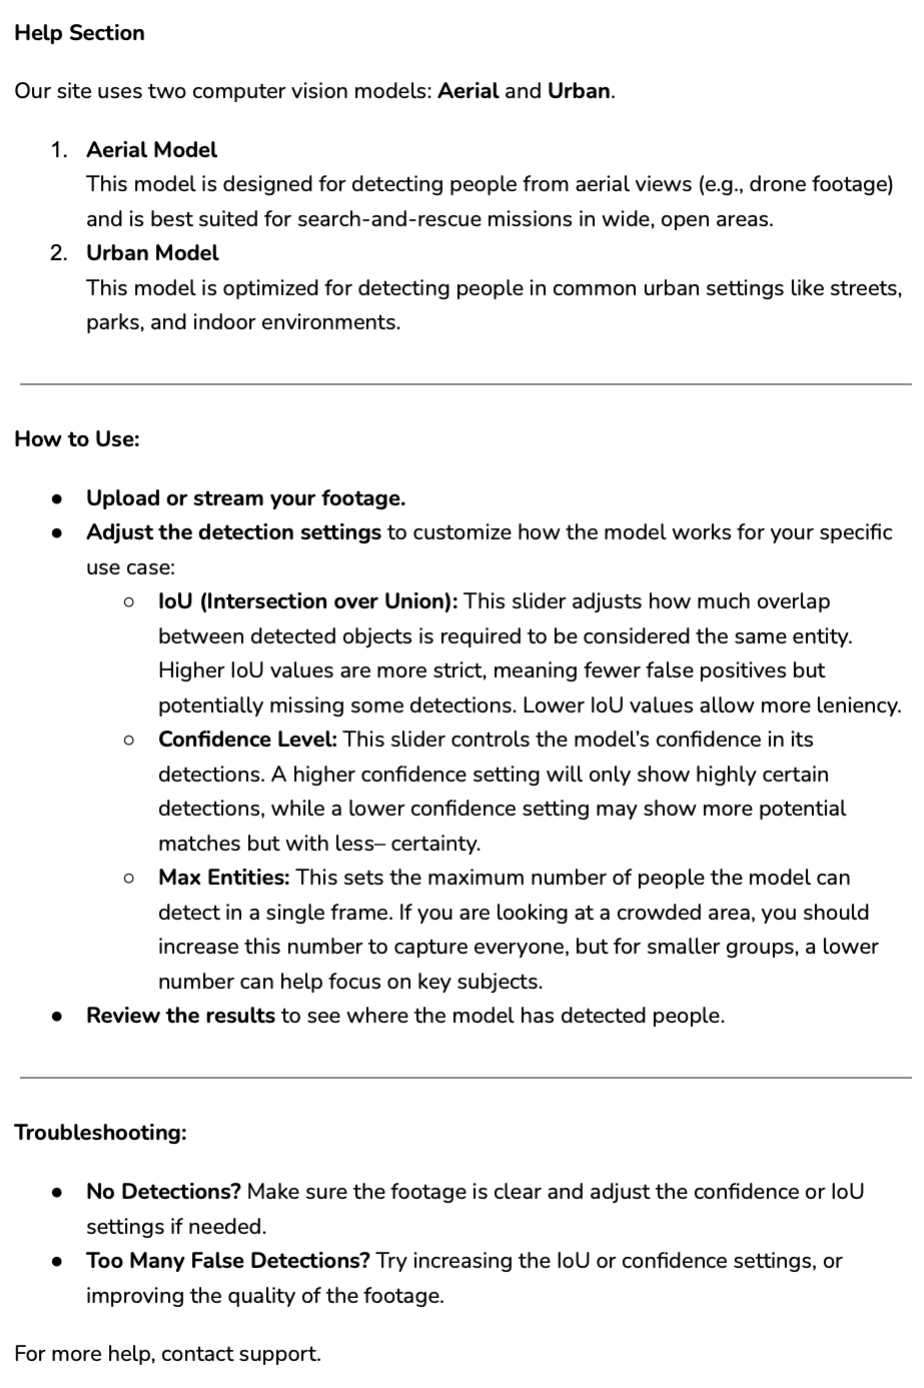 Help Section
Our site uses two computer vision models: Aerial and Urban.
1. Aerial Model
This model is designed for detecting people from aerial views (e.g., drone footage)
and is best suited for search-and-rescue missions in wide, open areas.
2. Urban Model
This model is optimized for detecting people in common urban settings like streets,
parks, and indoor environments.
How to Use:
● Upload or stream your footage.
● Adjust the detection settings to customize how the model works for your specific
use case:
○ IoU (Intersection over Union): This slider adjusts how much overlap
between detected objects is required to be considered the same entity.
Higher IoU values are more strict, meaning fewer false positives but
potentially missing some detections. Lower IoU values allow more leniency.
○ Confidence Level: This slider controls the model's confidence in its
detections. A higher confidence setting will only show highly certain
detections, while a lower confidence setting may show more potential
matches but with less– certainty.
○ Max Entities: This sets the maximum number of people the model can
detect in a single frame. If you are looking at a crowded area, you should
increase this number to capture everyone, but for smaller groups, a lower
number can help focus on key subjects.
● Review the results to see where the model has detected people.
Troubleshooting:
● No Detections? Make sure the footage is clear and adjust the confidence or IoU
settings if needed.
● Too Many False Detections? Try increasing the IoU or confidence settings, or
improving the quality of the footage.
For more help, contact support.